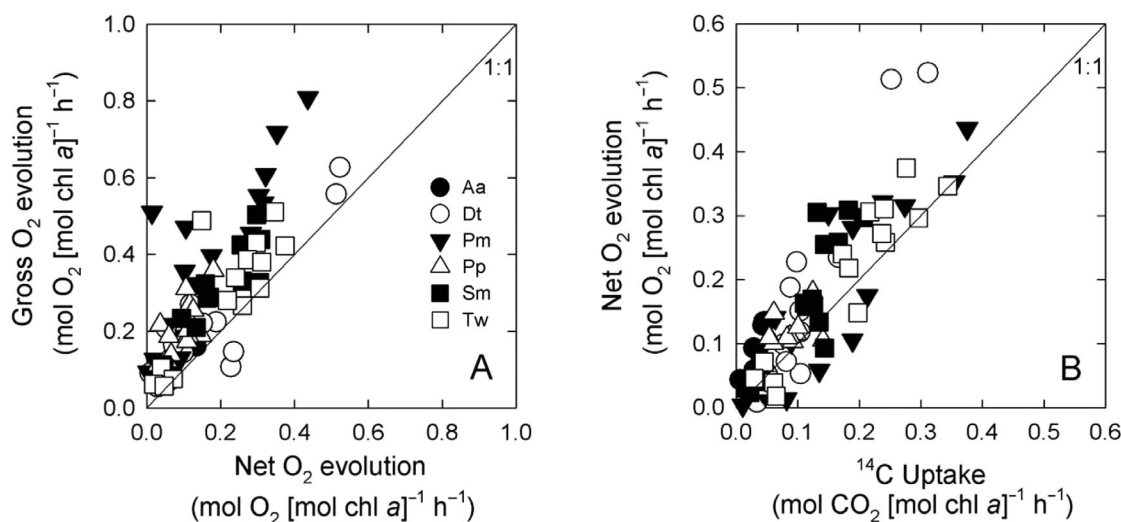 Gross O₂ evolution
(mol O₂ [mol chl a]⁻¹ h⁻¹)
1.0
0.8
0.6
0.4
0.2
0.0
1:1
Aa
Dt
Pm
Pp
Sm
Tw
A
0.0 0.2 0.4 0.6 0.8 1.0
Net O₂ evolution
(mol O₂ [mol chl a]⁻¹ h⁻¹)
Net O₂ evolution
(mol O₂ [mol chl a]⁻¹ h⁻¹)
0.6
0.5
0.4
0.3
0.2
0.1
0.0
1:1
B
0.0 0.1 0.2 0.3 0.4 0.5 0.6
¹⁴C Uptake
(mol CO₂ [mol chl a]⁻¹ h⁻¹)